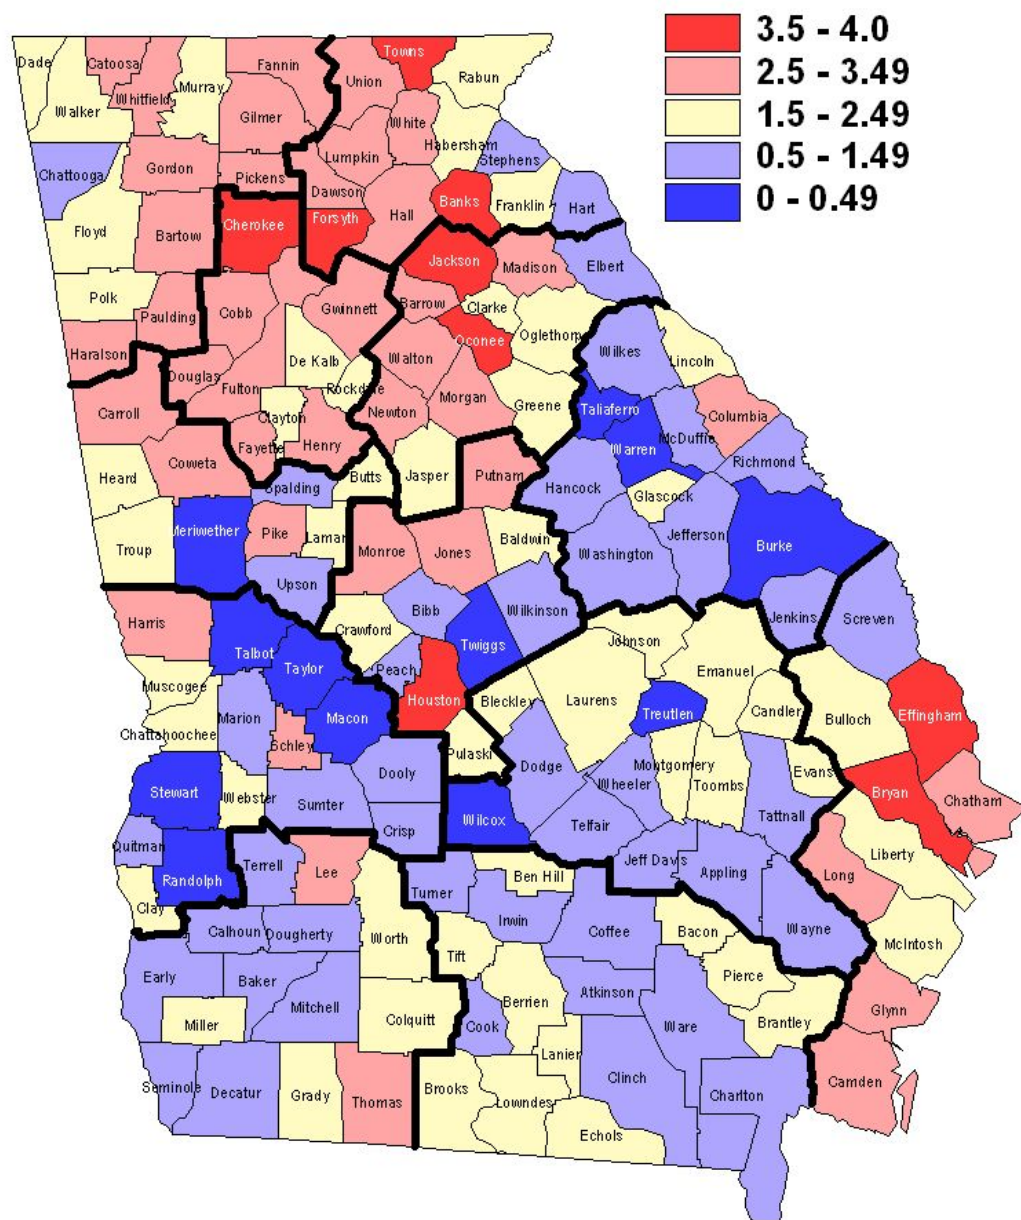 3.5 - 4.0
2.5 - 3.49
1.5 - 2.49
0.5 - 1.49
0 - 0.49
Dade
Catoosa
Fannin
Union
Towns
Rabun
Walker
Whitfield
Murray
Gilmer
White
Habersham
Stephens
Chattooga
Gordon
Pickens
Lumpkin
Dawson
Hall
Banks
Franklin
Hart
Floyd
Bartow
Cherokee
Forsyth
Jackson
Madison
Elbert
Polk
Paulding
Cobb
Gwinnett
Barrow
Clarke
Oglethorp
Haralson
Douglas
Fulton
De Kalb
Rockdale
Walton
Oconee
Wilkes
Lincoln
Carroll
Clayton
Fayette
Henry
Newton
Morgan
Greene
Taliaferro
McDuffie
Columbia
Warren
Richmond
Heard
Coweta
Spalding
Butts
Jasper
Putnam
Hancock
Glascock
Troup
Meriwether
Pike
Lamar
Monroe
Jones
Baldwin
Washington
Jefferson
Burke
Upson
Bibb
Wilkinson
Jenkins
Screven
Harris
Talbot
Taylor
Crawford
Peach
Twiggs
Johnson
Emanuel
Muscogee
Chattahoochee
Marion
Macon
Houston
Bleckley
Laurens
Treutlen
Candler
Bulloch
Effingham
Schley
Pulaski
Dodge
Montgomery
Wheeler
Toombs
Evans
Tattnall
Bryan
Chatham
Stewart
Webster
Sumter
Dooly
Crisp
Wilcox
Telfair
Jeff Davis
Appling
Long
Liberty
Quitman
Randolph
Terrell
Lee
Turner
Ben Hill
Wayne
McIntosh
Clay
Calhoun
Dougherty
Worth
Tift
Irwin
Coffee
Bacon
Early
Baker
Mitchell
Berrien
Atkinson
Pierce
Glynn
Miller
Colquitt
Cook
Ware
Brantley
Seminole
Decatur
Grady
Thomas
Brooks
Lanier
Lowndes
Clinch
Charlton
Camden
Echols